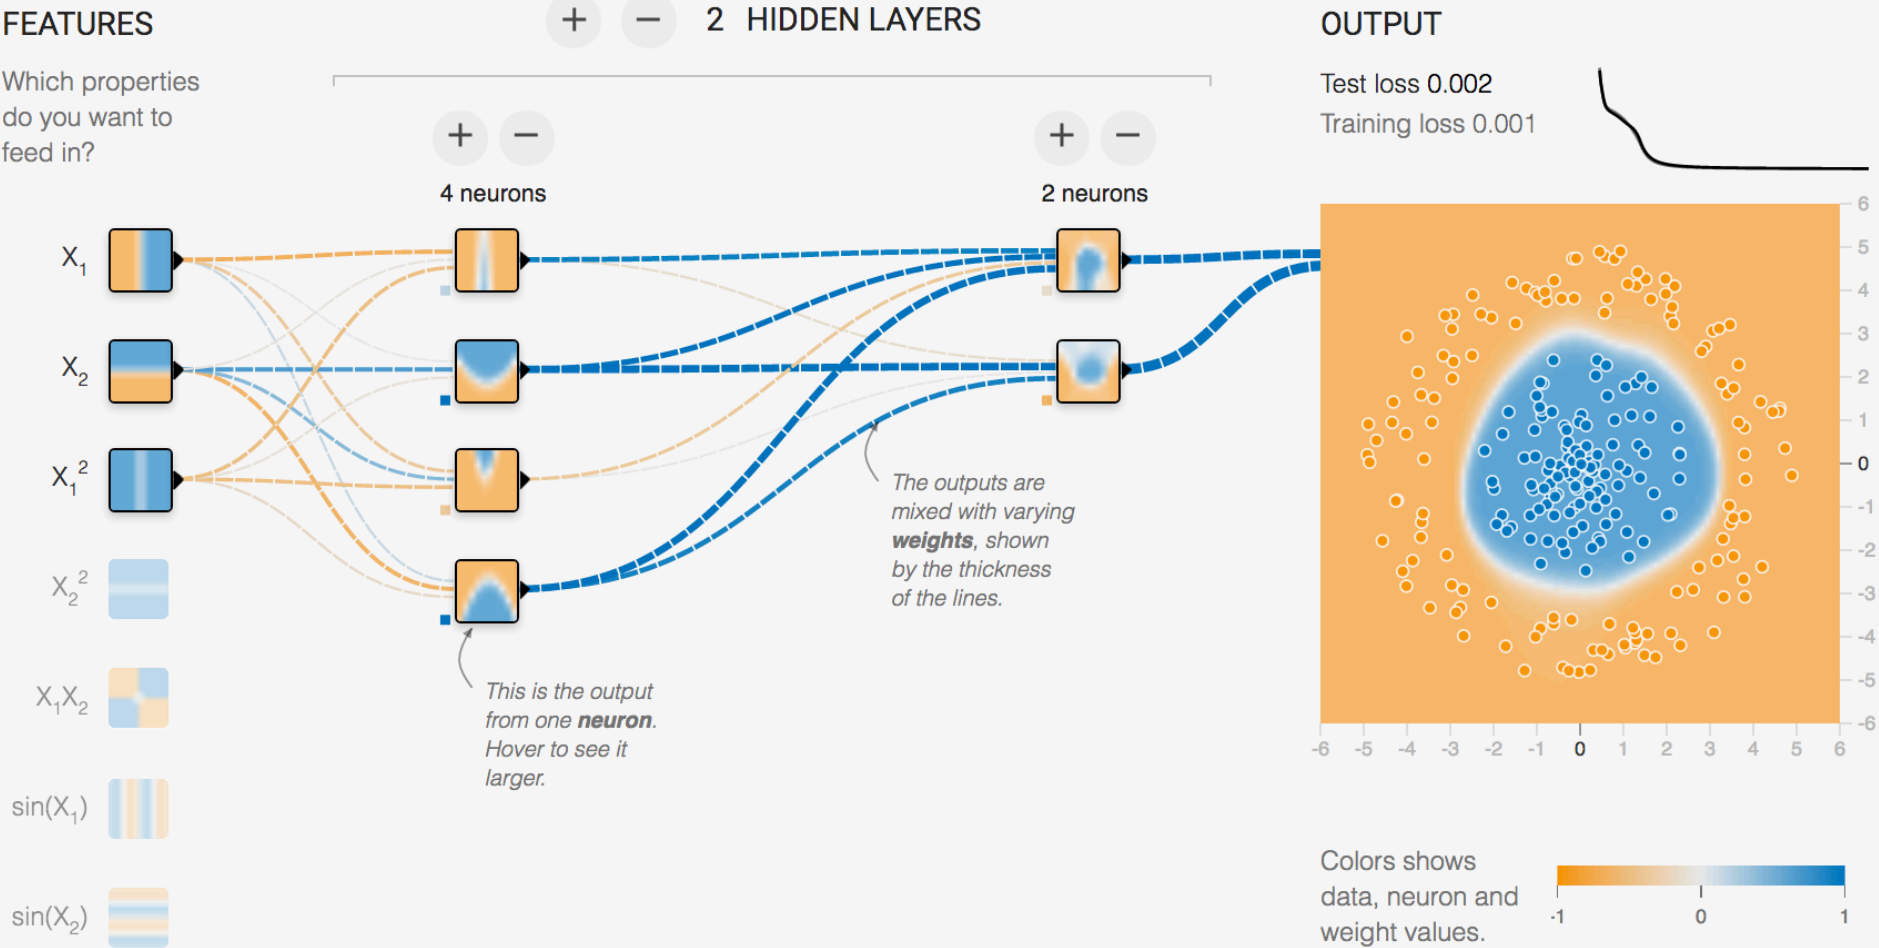 FEATURES
Which properties
do you want to
feed in?
X₁
X₂
X₁²
X₂²
X₁X₂
sin(X₁)
sin(X₂)
+ − 2 HIDDEN LAYERS
+ −
4 neurons
+ −
2 neurons
This is the output
from one neuron.
Hover to see it
larger.
The outputs are
mixed with varying
weights, shown
by the thickness
of the lines.
OUTPUT
Test loss 0.002
Training loss 0.001
6
5
4
3
2
1
0
-1
-2
-3
-4
-5
-6
-6 -5 -4 -3 -2 -1 0 1 2 3 4 5 6
Colors shows
data, neuron and
weight values.
-1 0 1